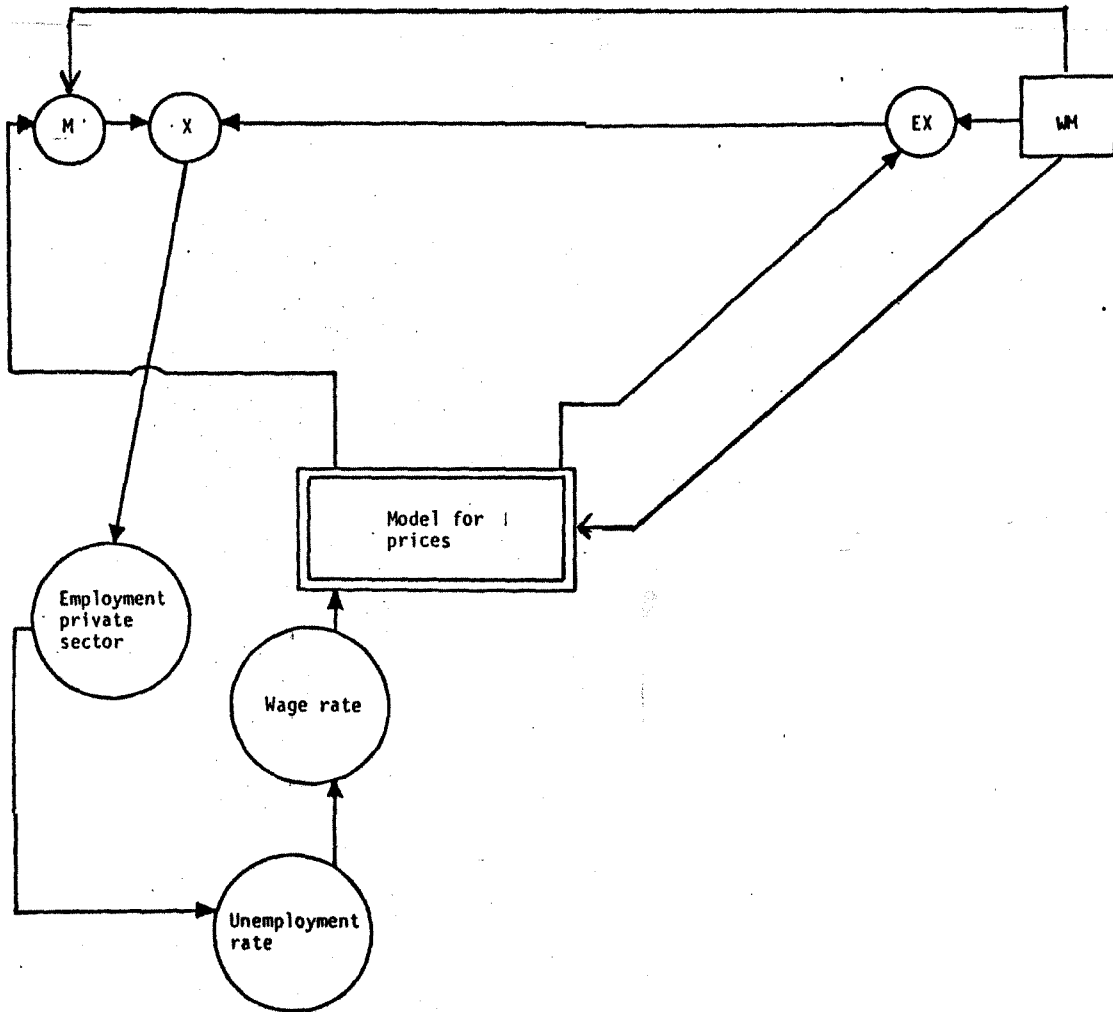 M
X
EX
WM
Model for
prices
Employment
private
sector
Wage rate
Unemployment
rate